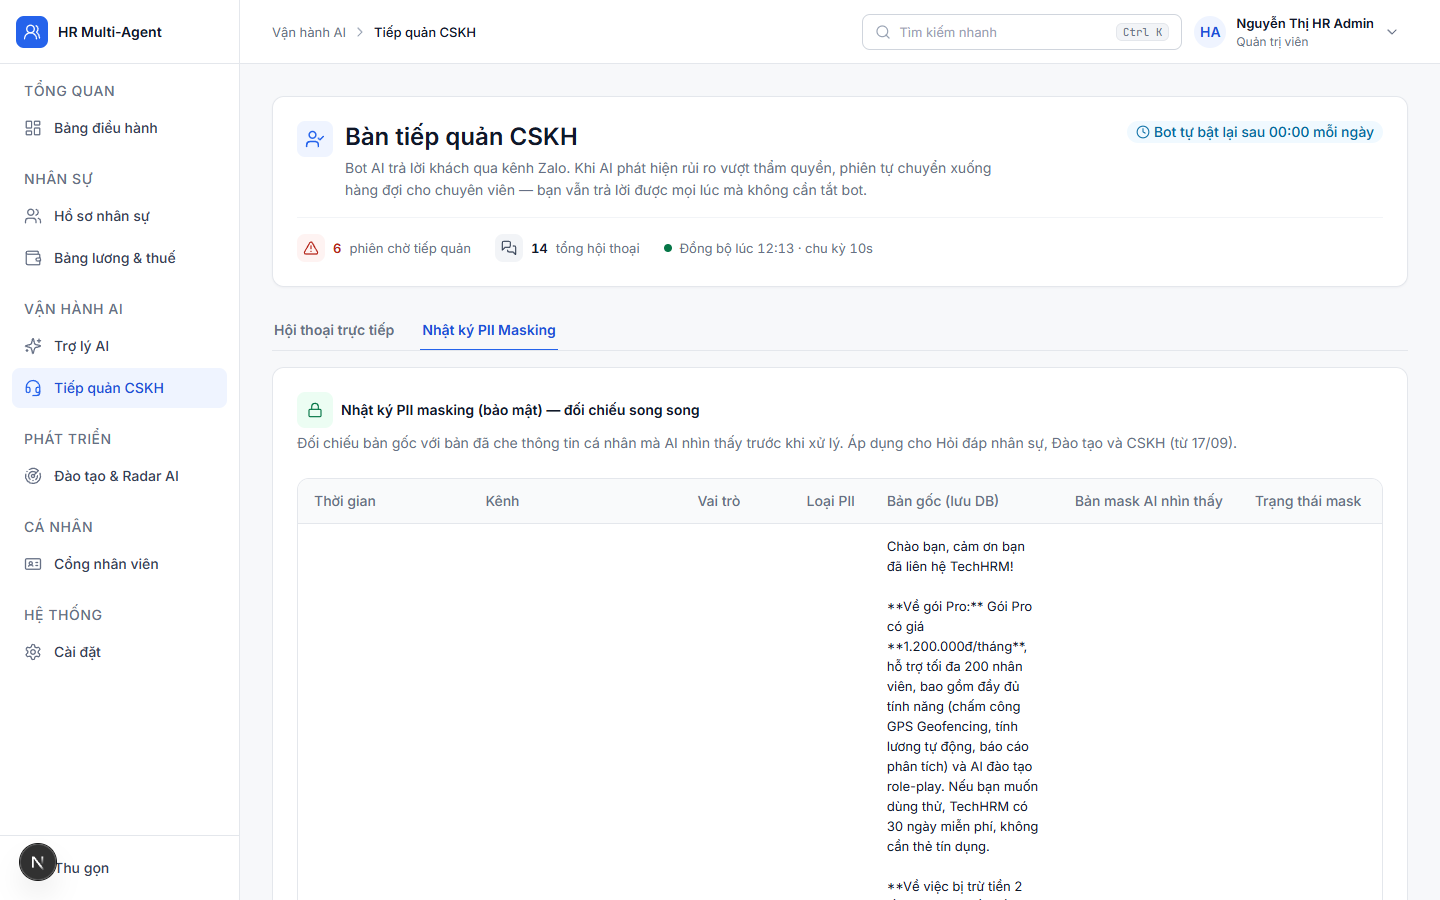 HR Multi-Agent
Vận hành AI > Tiếp quản CSKH
Tìm kiếm nhanh
Ctrl K
HA
Nguyễn Thị HR Admin
Quản trị viên
TỔNG QUAN
Bảng điều hành
NHÂN SỰ
Hồ sơ nhân sự
Bảng lương & thuế
VẬN HÀNH AI
Trợ lý AI
Tiếp quản CSKH
PHÁT TRIỂN
Đào tạo & Radar AI
CÁ NHÂN
Cổng nhân viên
HỆ THỐNG
Cài đặt
N
Thu gọn
Bàn tiếp quản CSKH
Bot tự bật lại sau 00:00 mỗi ngày
Bot AI trả lời khách qua kênh Zalo. Khi AI phát hiện rủi ro vượt thẩm quyền, phiên tự chuyển xuống
hàng đợi cho chuyên viên — bạn vẫn trả lời được mọi lúc mà không cần tắt bot.
6 phiên chờ tiếp quản
14 tổng hội thoại
Đồng bộ lúc 12:13 · chu kỳ 10s
Hội thoại trực tiếp
Nhật ký PII Masking
Nhật ký PII masking (bảo mật) — đối chiếu song song
Đối chiếu bản gốc với bản đã che thông tin cá nhân mà AI nhìn thấy trước khi xử lý. Áp dụng cho Hỏi đáp nhân sự, Đào tạo và CSKH (từ 17/09).
Thời gian
Kênh
Vai trò
Loại PII
Bản gốc (lưu DB)
Bản mask AI nhìn thấy
Trạng thái mask
Chào bạn, cảm ơn bạn
đã liên hệ TechHRM!
**Về gói Pro:** Gói Pro
có giá
**1.200.000đ/tháng**,
hỗ trợ tối đa 200 nhân
viên, bao gồm đầy đủ
tính năng (chấm công
GPS Geofencing, tính
lương tự động, báo cáo
phân tích) và AI đào tạo
role-play. Nếu bạn muốn
dùng thử, TechHRM có
30 ngày miễn phí, không
cần thẻ tín dụng.
**Về việc bị trừ tiền 2